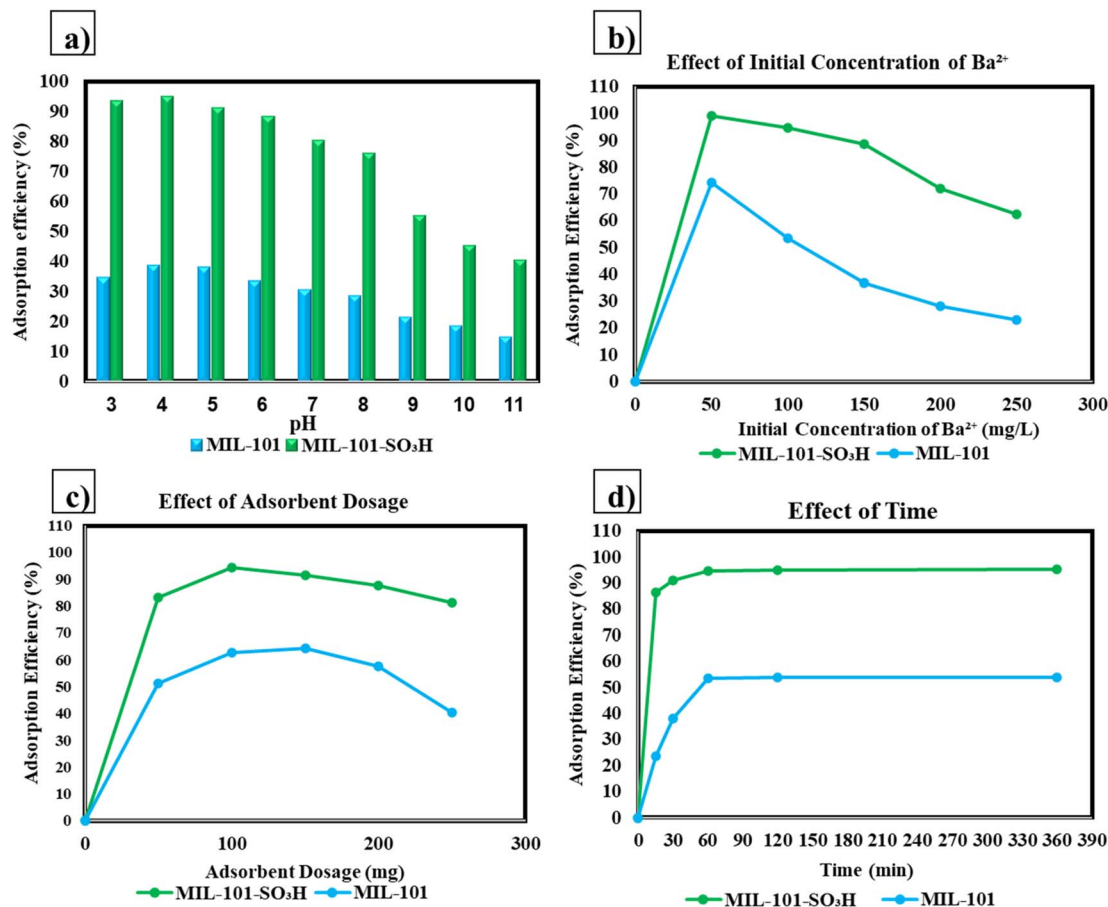 a)
100
90
80
70
60
50
40
30
20
10
0
Adsorption efficiency (%)
3 4 5 6 7 8 9 10 11
pH
MIL-101 MIL-101-SO₃H
b)
Effect of Initial Concentration of Ba²⁺
110
100
90
80
70
60
50
40
30
20
10
0
Adsorption Efficiency (%)
0 50 100 150 200 250 300
Initial Concentration of Ba²⁺ (mg/L)
MIL-101-SO₃H MIL-101
c)
Effect of Adsorbent Dosage
110
100
90
80
70
60
50
40
30
20
10
0
Adsorption Efficiency (%)
0 100 200 300
Adsorbent Dosage (mg)
MIL-101-SO₃H MIL-101
d)
Effect of Time
110
100
90
80
70
60
50
40
30
20
10
0
Adsorption Efficiency (%)
0 30 60 90 120 150 180 210 240 270 300 330 360 390
Time (min)
MIL-101-SO₃H MIL-101